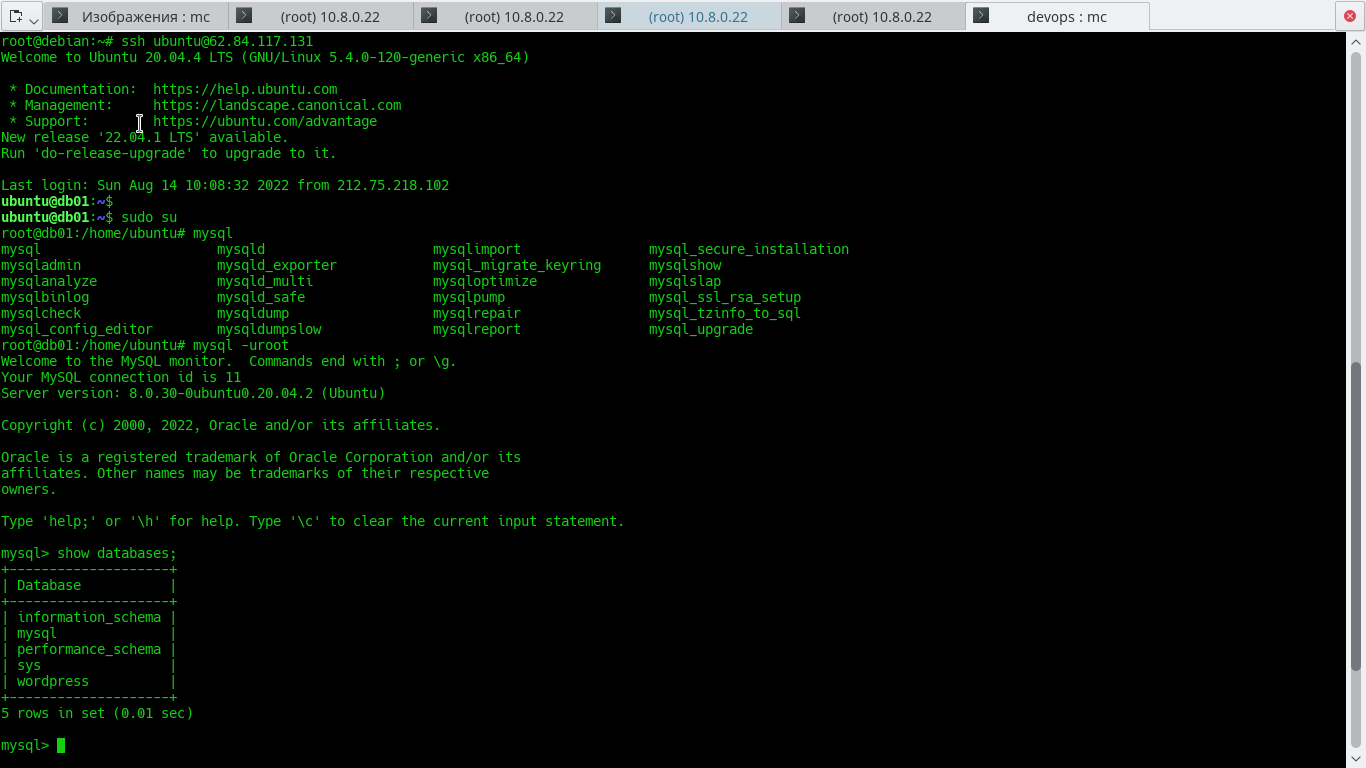 Изображения : mc
(root) 10.8.0.22
(root) 10.8.0.22
(root) 10.8.0.22
(root) 10.8.0.22
devops : mc
root@debian:~# ssh ubuntu@62.84.117.131
Welcome to Ubuntu 20.04.4 LTS (GNU/Linux 5.4.0-120-generic x86_64)
* Documentation:  https://help.ubuntu.com
* Management:     https://landscape.canonical.com
* Support:        https://ubuntu.com/advantage
New release '22.04.1 LTS' available.
Run 'do-release-upgrade' to upgrade to it.
Last login: Sun Aug 14 10:08:32 2022 from 212.75.218.102
ubuntu@db01:~$
ubuntu@db01:~$ sudo su
root@db01:/home/ubuntu# mysql
mysql                      mysqld                     mysqlimport                mysql_secure_installation
mysqladmin                 mysqld_exporter            mysql_migrate_keyring      mysqlshow
mysqlanalyze               mysqld_multi               mysqloptimize              mysqlslap
mysqlbinlog                mysqld_safe                mysqlpump                  mysql_ssl_rsa_setup
mysqlcheck                 mysqldump                  mysqlrepair                mysql_tzinfo_to_sql
mysql_config_editor        mysqldumpslow              mysqlreport                mysql_upgrade
root@db01:/home/ubuntu# mysql -uroot
Welcome to the MySQL monitor.  Commands end with ; or \g.
Your MySQL connection id is 11
Server version: 8.0.30-0ubuntu0.20.04.2 (Ubuntu)
Copyright (c) 2000, 2022, Oracle and/or its affiliates.
Oracle is a registered trademark of Oracle Corporation and/or its
affiliates. Other names may be trademarks of their respective
owners.
Type 'help;' or '\h' for help. Type '\c' to clear the current input statement.
mysql> show databases;
+--------------------+
| Database           |
+--------------------+
| information_schema |
| mysql              |
| performance_schema |
| sys                |
| wordpress          |
+--------------------+
5 rows in set (0.01 sec)
mysql>